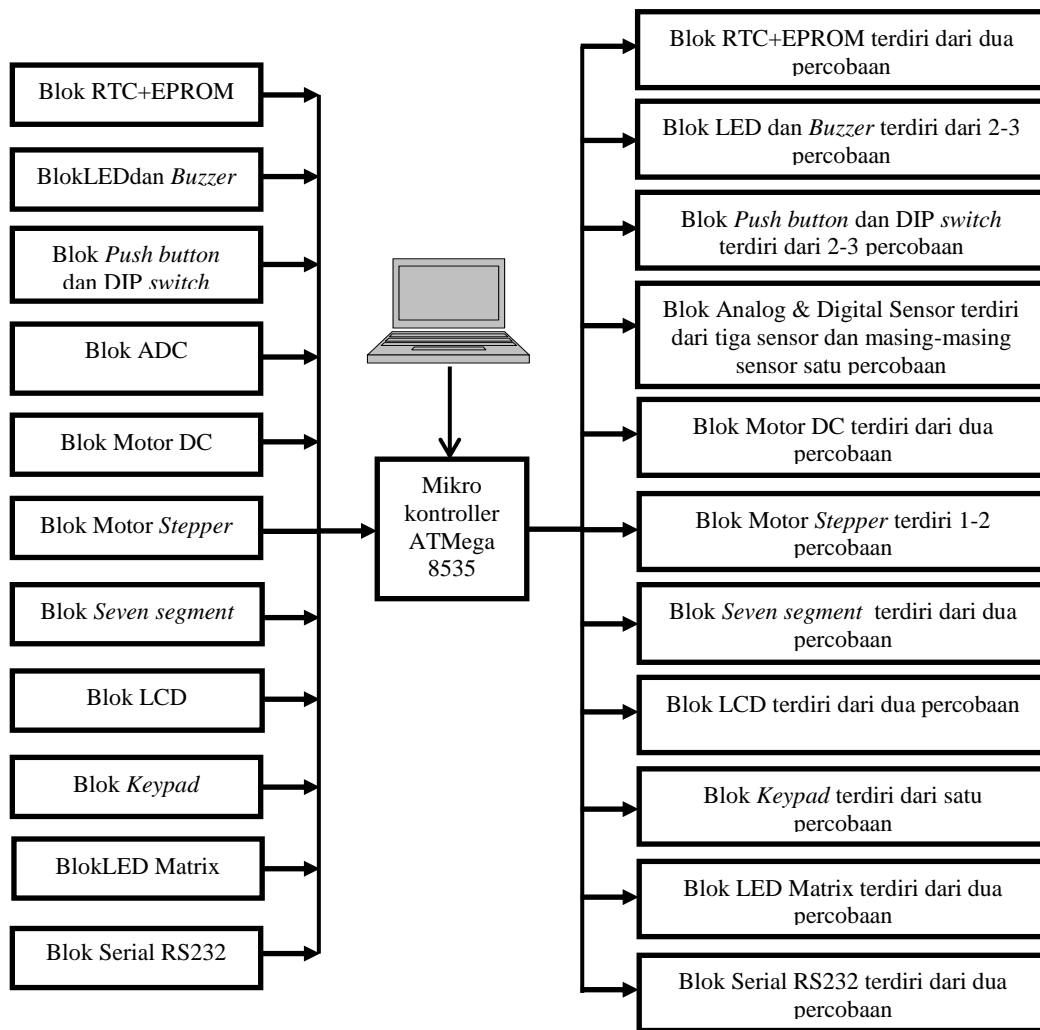 Blok RTC+EPROM
BlokLEDdan Buzzer
Blok Push button
dan DIP switch
Blok ADC
Blok Motor DC
Blok Motor Stepper
Blok Seven segment
Blok LCD
Blok Keypad
BlokLED Matrix
Blok Serial RS232
Mikro
kontroller
ATMega
8535
Blok RTC+EPROM terdiri dari dua
percobaan
Blok LED dan Buzzer terdiri dari 2-3
percobaan
Blok Push button dan DIP switch
terdiri dari 2-3 percobaan
Blok Analog & Digital Sensor terdiri
dari tiga sensor dan masing-masing
sensor satu percobaan
Blok Motor DC terdiri dari dua
percobaan
Blok Motor Stepper terdiri 1-2
percobaan
Blok Seven segment terdiri dari dua
percobaan
Blok LCD terdiri dari dua percobaan
Blok Keypad terdiri dari satu
percobaan
Blok LED Matrix terdiri dari dua
percobaan
Blok Serial RS232 terdiri dari dua
percobaan